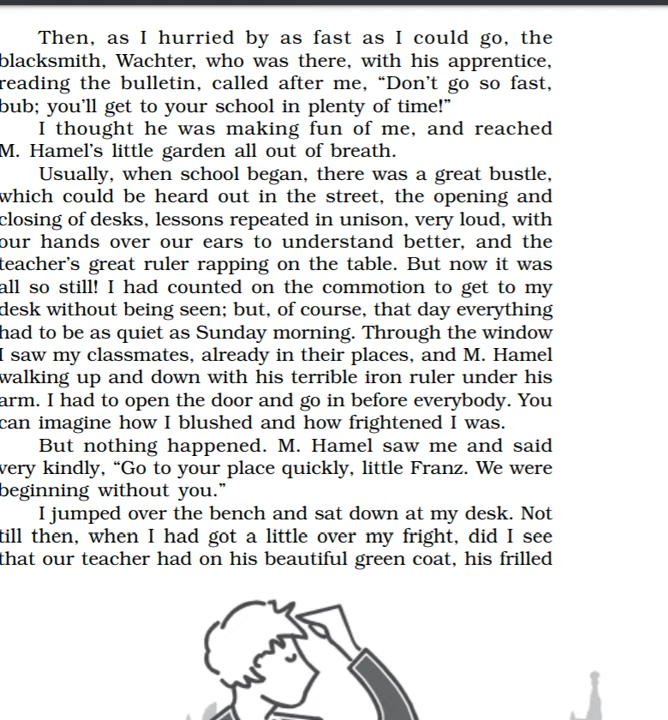 Then, as I hurried by as fast as I could go, the
blacksmith, Wachter, who was there, with his apprentice,
reading the bulletin, called after me, “Don’t go so fast,
bub; you’ll get to your school in plenty of time!”
I thought he was making fun of me, and reached
M. Hamel’s little garden all out of breath.
Usually, when school began, there was a great bustle,
which could be heard out in the street, the opening and
closing of desks, lessons repeated in unison, very loud, with
our hands over our ears to understand better, and the
teacher’s great ruler rapping on the table. But now it was
all so still! I had counted on the commotion to get to my
desk without being seen; but, of course, that day everything
had to be as quiet as Sunday morning. Through the window
I saw my classmates, already in their places, and M. Hamel
walking up and down with his terrible iron ruler under his
arm. I had to open the door and go in before everybody. You
can imagine how I blushed and how frightened I was.
But nothing happened. M. Hamel saw me and said
very kindly, “Go to your place quickly, little Franz. We were
beginning without you.”
I jumped over the bench and sat down at my desk. Not
till then, when I had got a little over my fright, did I see
that our teacher had on his beautiful green coat, his frilled